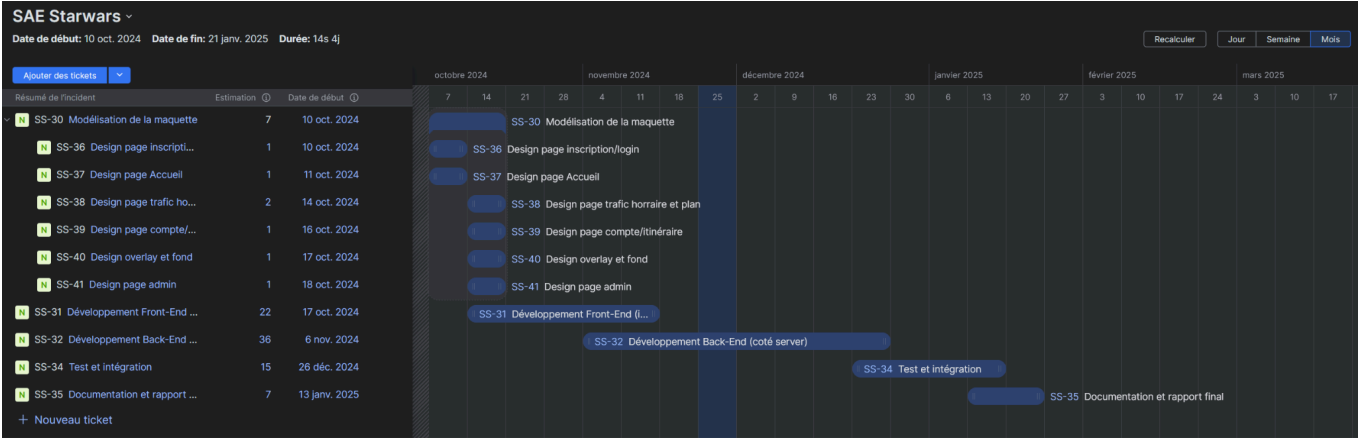 SAE Starwars
Date de début: 10 oct. 2024 Date de fin: 21 janv. 2025 Durée: 14s 4j
Recalculer Jour Semaine Mois
Ajouter des tickets
octobre 2024 novembre 2024 décembre 2024 janvier 2025 février 2025 mars 2025
Résumé de l'incident Estimation Date de début
7 14 21 28 4 11 18 25 2 9 16 23 30 6 13 20 27 3 10 17 24 3 10 17
N SS-30 Modélisation de la maquette 7 10 oct. 2024 SS-30 Modélisation de la maquette
N SS-36 Design page inscripti... 1 10 oct. 2024 SS-36 Design page inscription/login
N SS-37 Design page Accueil 1 11 oct. 2024 SS-37 Design page Accueil
N SS-38 Design page trafic ho... 2 14 oct. 2024 SS-38 Design page trafic horraire et plan
N SS-39 Design page compte/... 1 16 oct. 2024 SS-39 Design page compte/itinéraire
N SS-40 Design overlay et fond 1 17 oct. 2024 SS-40 Design overlay et fond
N SS-41 Design page admin 1 18 oct. 2024 SS-41 Design page admin
N SS-31 Développement Front-End ... 22 17 oct. 2024 SS-31 Développement Front-End (i...
N SS-32 Développement Back-End ... 36 6 nov. 2024 SS-32 Développement Back-End (coté server)
N SS-34 Test et intégration 15 26 déc. 2024 SS-34 Test et intégration
N SS-35 Documentation et rapport ... 7 13 janv. 2025 SS-35 Documentation et rapport final
+ Nouveau ticket